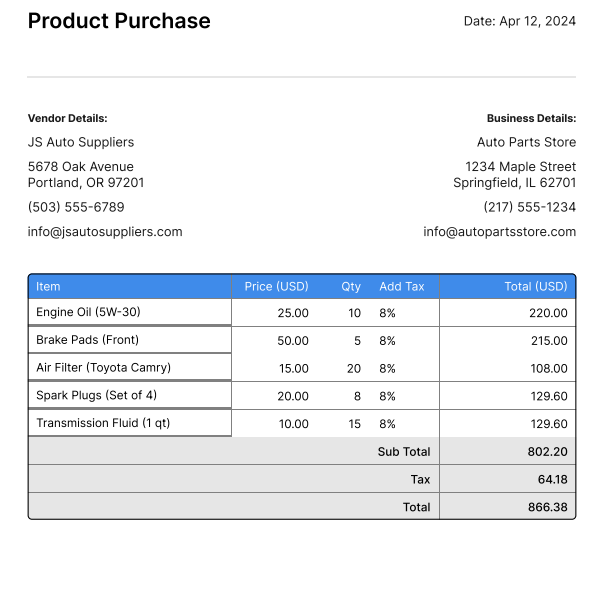 Product Purchase Date: Apr 12, 2024
Vendor Details: Business Details:
JS Auto Suppliers Auto Parts Store
5678 Oak Avenue 1234 Maple Street
Portland, OR 97201 Springfield, IL 62701
(503) 555-6789 (217) 555-1234
info@jsautosuppliers.com info@autopartsstore.com
Item Price (USD) Qty Add Tax Total (USD)
Engine Oil (5W-30) 25.00 10 8% 220.00
Brake Pads (Front) 50.00 5 8% 215.00
Air Filter (Toyota Camry) 15.00 20 8% 108.00
Spark Plugs (Set of 4) 20.00 8 8% 129.60
Transmission Fluid (1 qt) 10.00 15 8% 129.60
Sub Total 802.20
Tax 64.18
Total 866.38